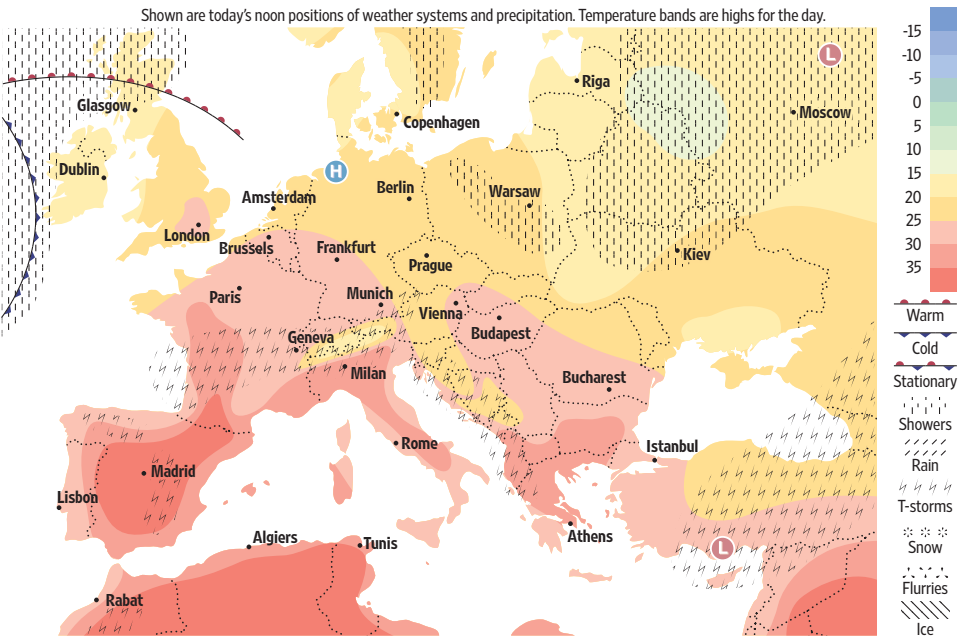 Shown are today's noon positions of weather systems and precipitation. Temperature bands are highs for the day.
-15
-10
-5
0
5
10
15
20
25
30
35
Warm
Cold
Stationary
Showers
Rain
T-storms
Snow
Flurries
Ice
L
Riga
Moscow
Glasgow
Copenhagen
Dublin
H
Berlin
Warsaw
Amsterdam
London
Brussels
Frankfurt
Kiev
Prague
Paris
Munich
Vienna
Budapest
Geneva
Milan
Bucharest
Rome
Istanbul
Madrid
Lisbon
Athens
Algiers
Tunis
L
Rabat